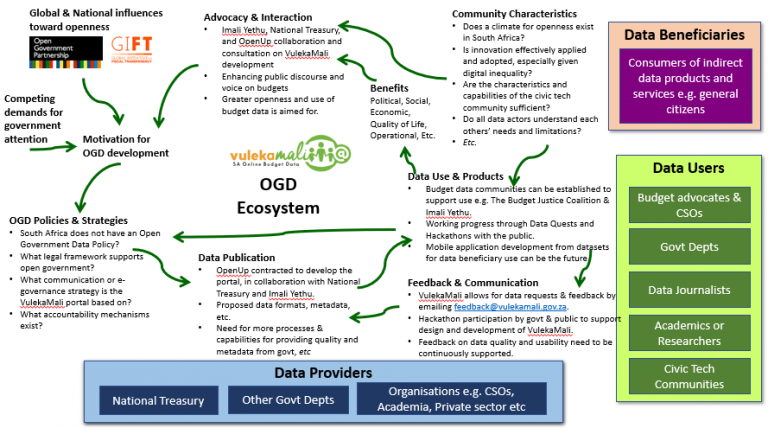 Global & National influences
toward openness
Open
Government
Partnership
GIFT
Competing
demands for
government
attention
Motivation for
OGD development
Advocacy & Interaction
• Imali Yethu, National Treasury,
and OpenUp collaboration and
consultation on VulekaMali
development
• Enhancing public discourse and
voice on budgets
• Greater openness and use of
budget data is aimed for.
Benefits
Political, Social,
Economic,
Quality of Life,
Operational, Etc.
Community Characteristics
• Does a climate for openness exist
in South Africa?
• Is innovation effectively applied
and adopted, especially given
digital inequality?
• Are the characteristics and
capabilities of the civic tech
community sufficient?
• Do all data actors understand each
others' needs and limitations?
• Etc.
Data Beneficiaries
Consumers of indirect
data products and
services e.g. general
citizens
vulekamali
SA Online Budget Data
OGD
Ecosystem
OGD Policies & Strategies
• South Africa does not have an Open
Government Data Policy?
• What legal framework supports
open government?
• What communication or e-
governance strategy is the
VulekaMali portal based on?
• What accountability mechanisms
exist?
Data Publication
• OpenUp contracted to develop the
portal, in collaboration with National
Treasury and Imali Yethu.
• Proposed data formats, metadata,
etc.
• Need for more processes &
capabilities for providing quality and
metadata from govt, etc
Data Use & Products
• Budget data communities can be established to
support use e.g. The Budget Justice Coalition &
Imali Yethu.
• Working progress through Data Quests and
Hackathons with the public.
• Mobile application development from datasets
for data beneficiary use can be the future.
Feedback & Communication
• VulekaMali allows for data requests & feedback by
emailing feedback@vulekamali.gov.za.
• Hackathon participation by govt & public to support
design and development of VulekaMali.
• Feedback on data quality and usability need to be
continuously supported.
Data Users
Budget advocates &
CSOs
Govt Depts
Data Journalists
Academics or
Researchers
Civic Tech
Communities
Data Providers
National Treasury
Other Govt Depts
Organisations e.g. CSOs,
Academia, Private sector etc